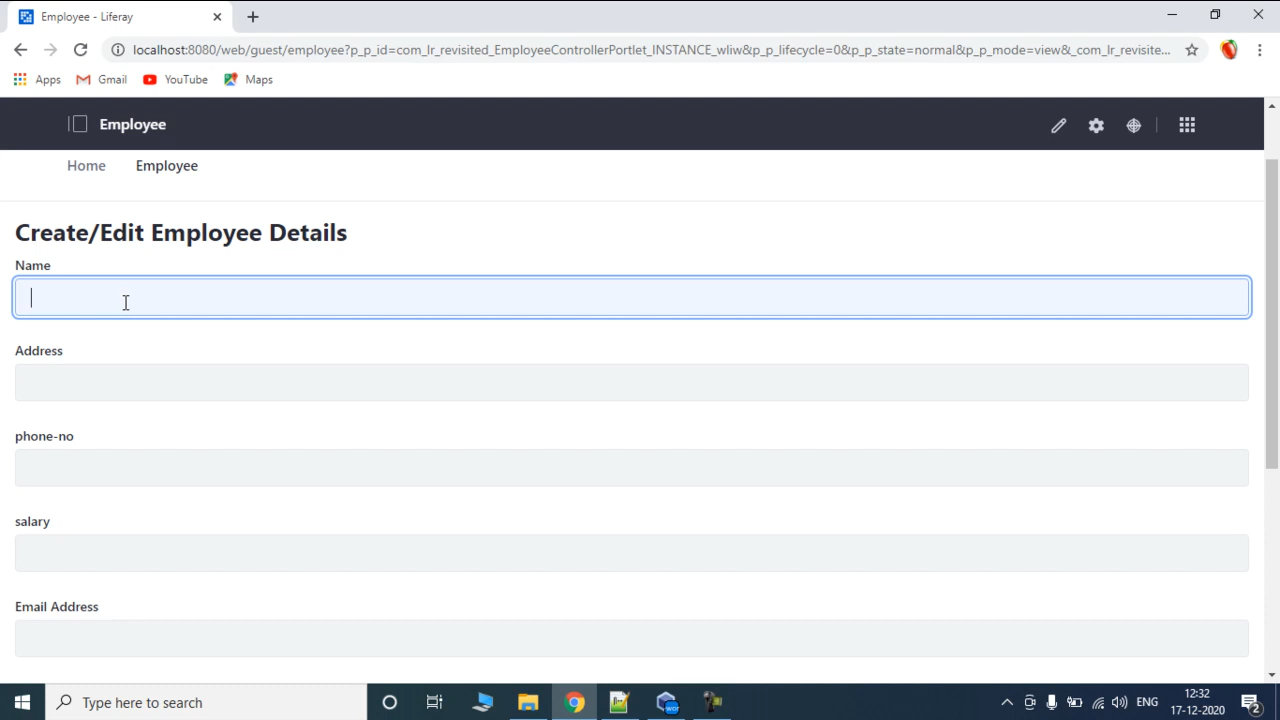 Employee - Liferay
localhost:8080/web/guest/employee?p_p_id=com_lr_revisited_EmployeeControllerPortlet_INSTANCE_wliw&p_p_lifecycle=0&p_p_state=normal&p_p_mode=view&_com_lr_revisite...
Apps Gmail YouTube Maps
Employee
Home Employee
Create/Edit Employee Details
Name
Address
phone-no
salary
Email Address
Type here to search
ENG
12:32
17-12-2020
2